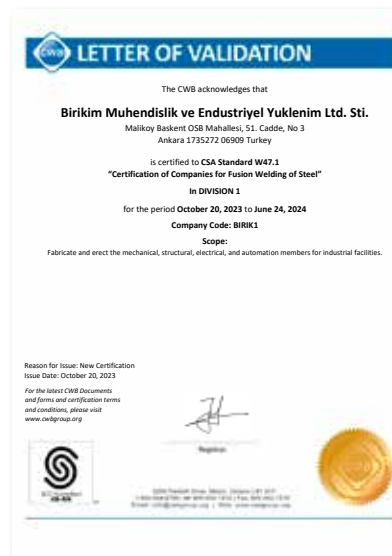 CWB
LETTER OF VALIDATION
The CWB acknowledges that
Birikim Muhendislik ve Endustriyel Yuklenim Ltd. Sti.
Malikoy Baskent OSB Mahallesi, 51. Cadde, No 3
Ankara 1735272 06909 Turkey
is certified to CSA Standard W47.1
“Certification of Companies for Fusion Welding of Steel”
In DIVISION 1
for the period October 20, 2023 to June 24, 2024
Company Code: BIRIK1
Scope:
Fabricate and erect the mechanical, structural, electrical, and automation members for industrial facilities.
Reason for Issue: New Certification
Issue Date: October 20, 2023
For the latest CWB Documents
and forms and certification terms
and conditions, please visit
www.cwbgroup.org
Registrar